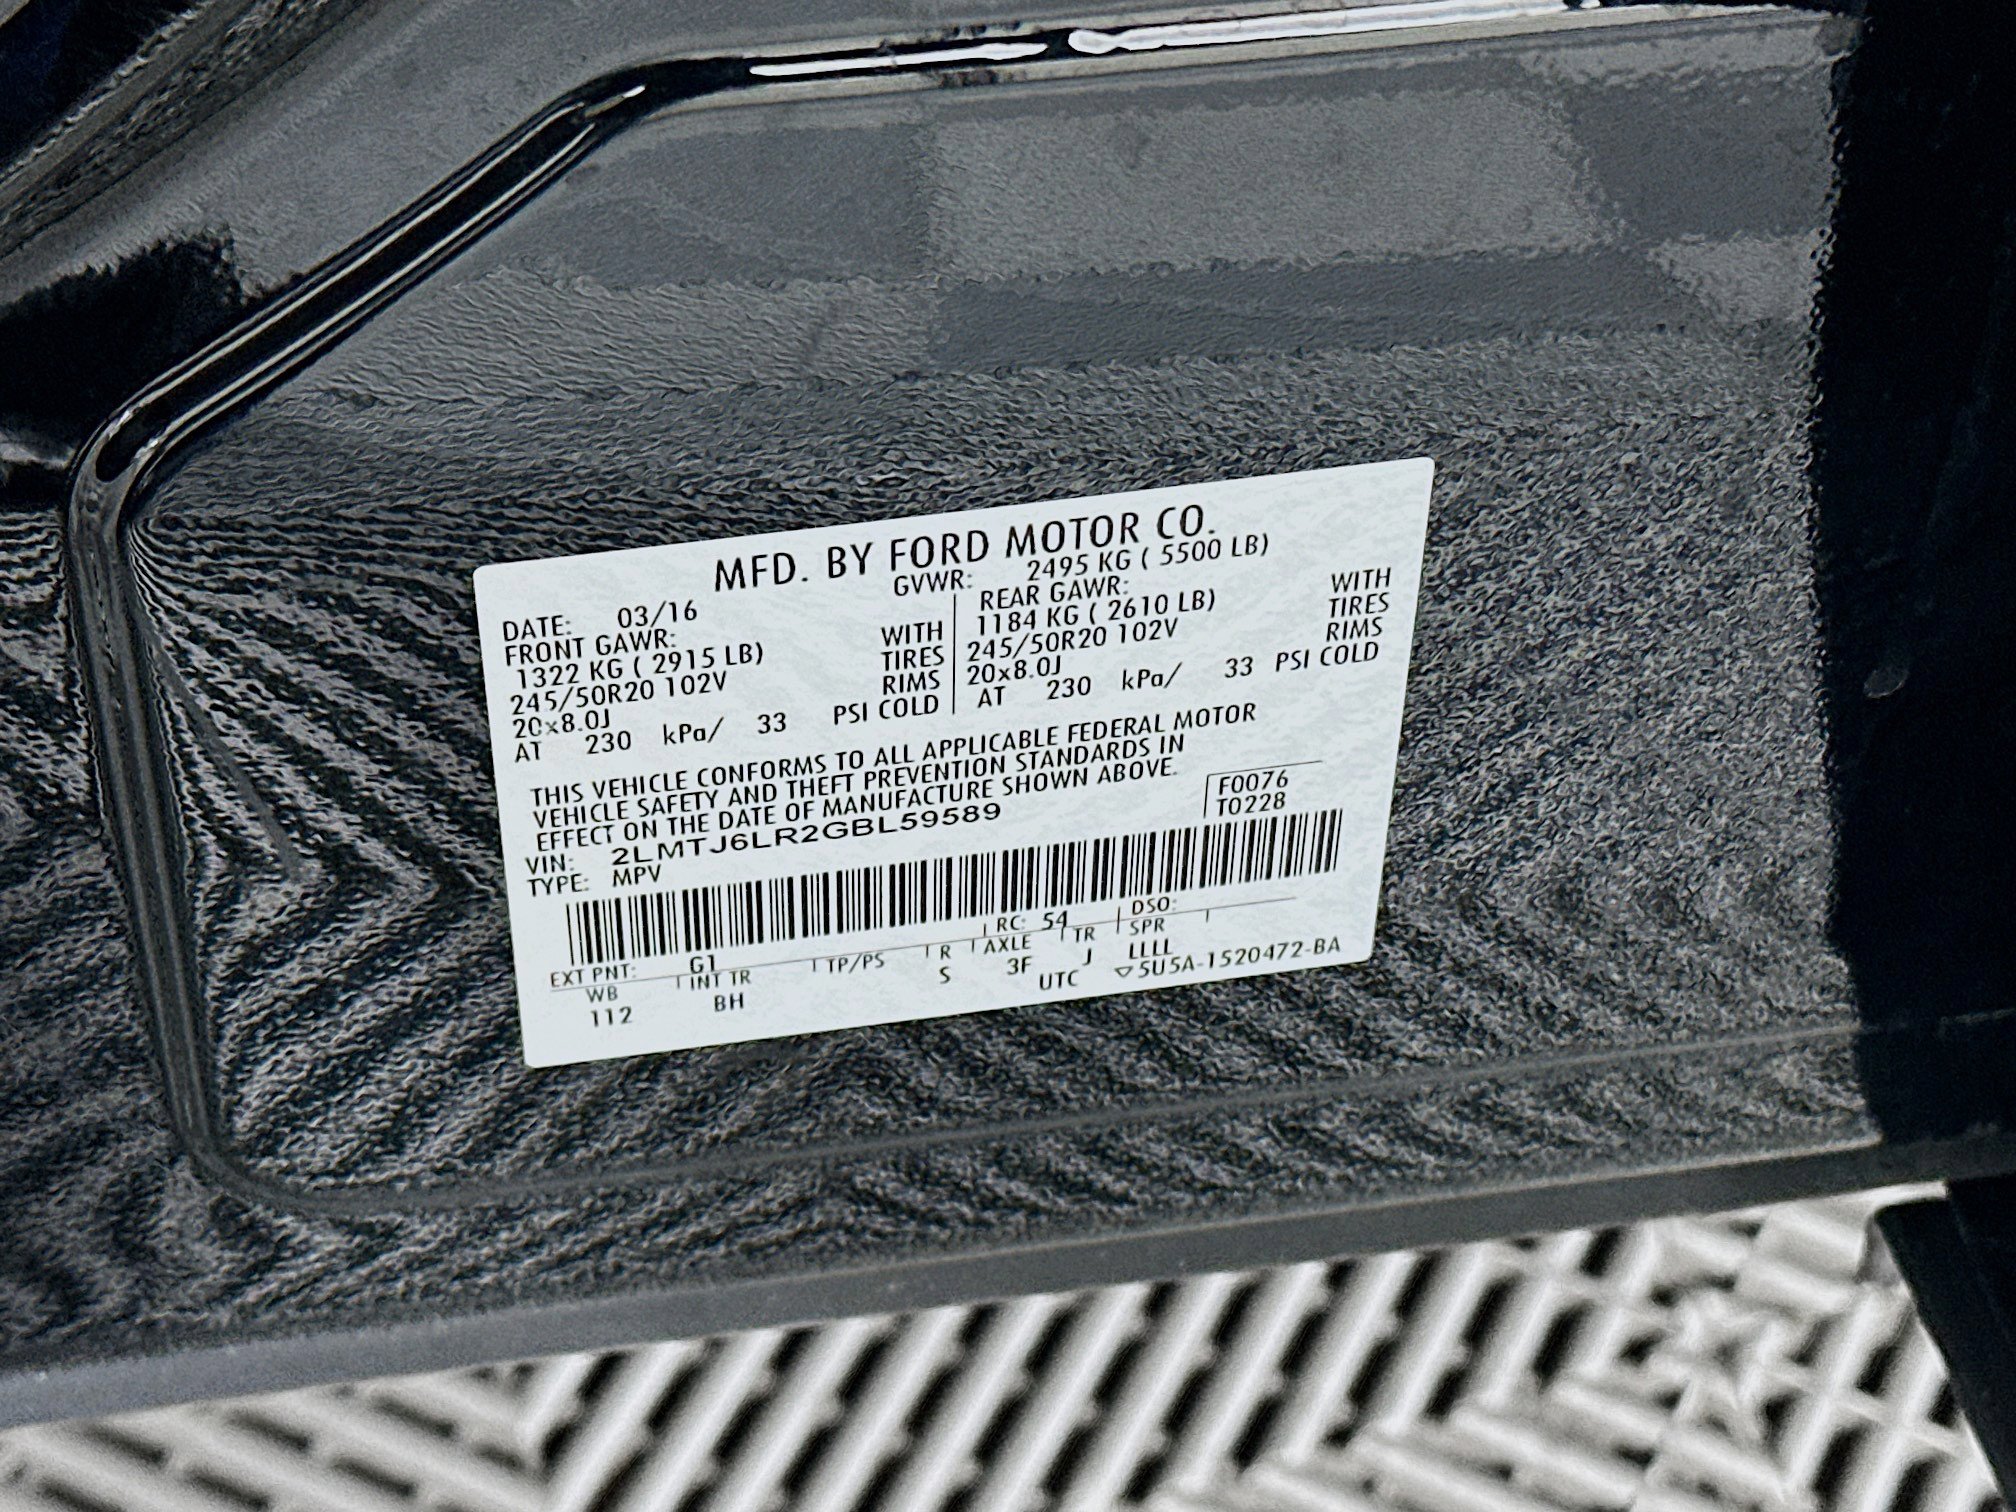 MFD. BY FORD MOTOR CO.
DATE: 03/16 GVWR: 2495 KG ( 5500 LB)
FRONT GAWR: REAR GAWR:
1322 KG ( 2915 LB) WITH 1184 KG ( 2610 LB) WITH
245/50R20 102V TIRES 245/50R20 102V TIRES
20x8.0J RIMS 20x8.0J RIMS
AT 230 kPa/ 33 PSI COLD AT 230 kPa/ 33 PSI COLD
THIS VEHICLE CONFORMS TO ALL APPLICABLE FEDERAL MOTOR
VEHICLE SAFETY AND THEFT PREVENTION STANDARDS IN
EFFECT ON THE DATE OF MANUFACTURE SHOWN ABOVE.
VIN: 2LMTJ6LR2GBL59589 F0076
TYPE: MPV T0228
EXT PNT: G1 RC: 54 DSO:
WB INT TR TP/PS R AXLE TR SPR
112 BH S 3F J LLLL
UTC ▽5U5A-1520472-BA